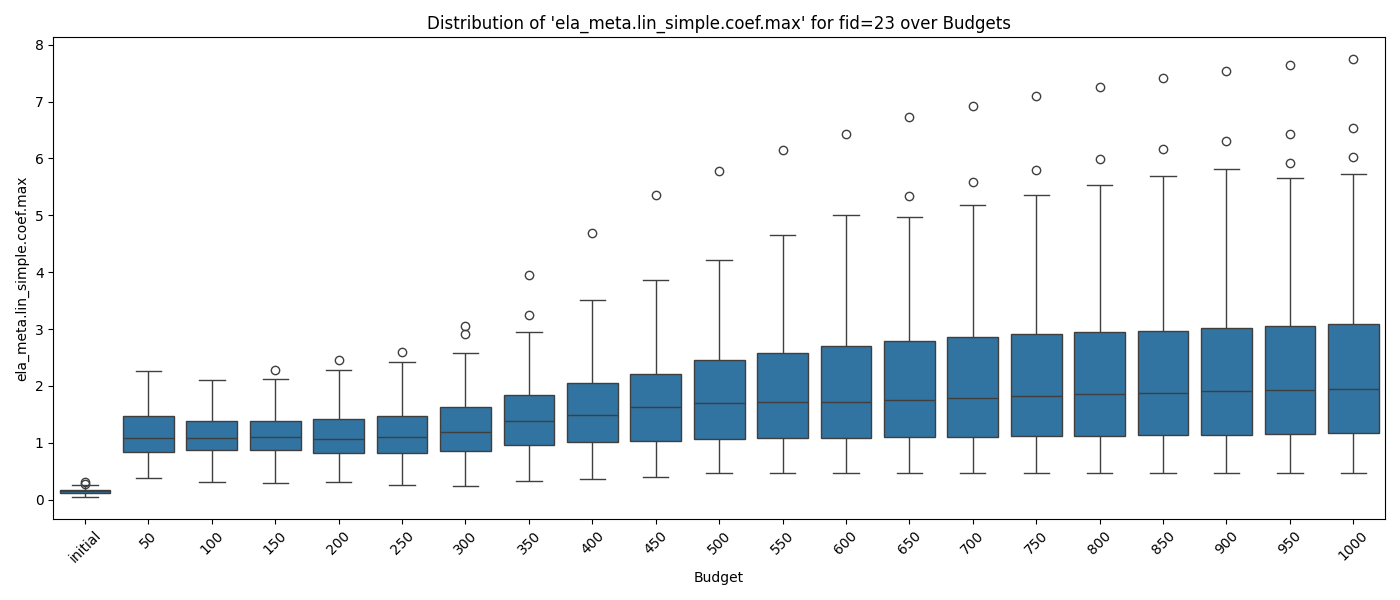 Distribution of 'ela_meta.lin_simple.coef.max' for fid=23 over Budgets
ela_meta.lin_simple.coef.max
8
7
6
5
4
3
2
1
0
initial 50 100 150 200 250 300 350 400 450 500 550 600 650 700 750 800 850 900 950 1000
Budget